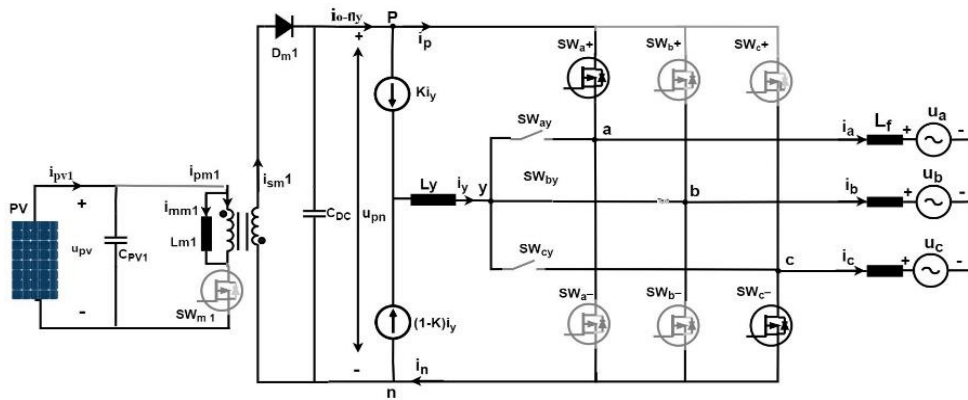 i_o-fly
P
i_p
SW_a+
SW_b+
SW_c+
D_m1
+
Ki_y
SW_ay
a
i_a
L_f
+
u_a
-
i_pv1
i_pm1
i_sm1
L_y
i_y
y
SW_by
b
i_b
+
u_b
-
PV
+
i_mm1
C_DC
u_pn
u_pv
C_PV1
Lm1
SW_cy
c
i_c
+
u_c
-
-
SW_m1
(1-K)i_y
SW_a–
SW_b–
SW_c–
-
i_n
n